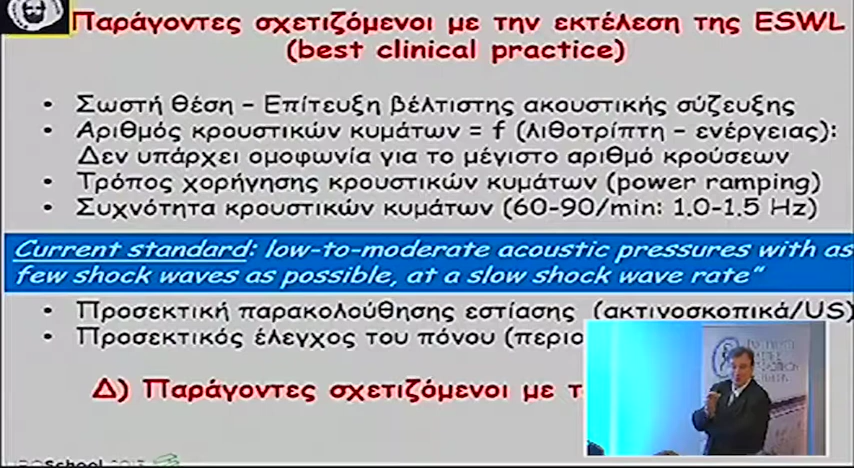 Παράγοντες σχετιζόμενοι με την εκτέλεση της ESWL
(best clinical practice)
• Σωστή θέση – Επίτευξη βέλτιστης ακουστικής σύζευξης
• Αριθμός κρουστικών κυμάτων = f (λιθοτρίπτη – ενέργειας):
Δεν υπάρχει ομοφωνία για το μέγιστο αριθμό κρούσεων
• Τρόπος χορήγησης κρουστικών κυμάτων (power ramping)
• Συχνότητα κρουστικών κυμάτων (60-90/min: 1.0-1.5 Hz)
Current standard: low-to-moderate acoustic pressures with as
few shock waves as possible, at a slow shock wave rate“
• Προσεκτική παρακολούθησης εστίασης (ακτινοσκοπικά/US)
• Προσεκτικός έλεγχος του πόνου
Δ) Παράγοντες σχετιζόμενοι με